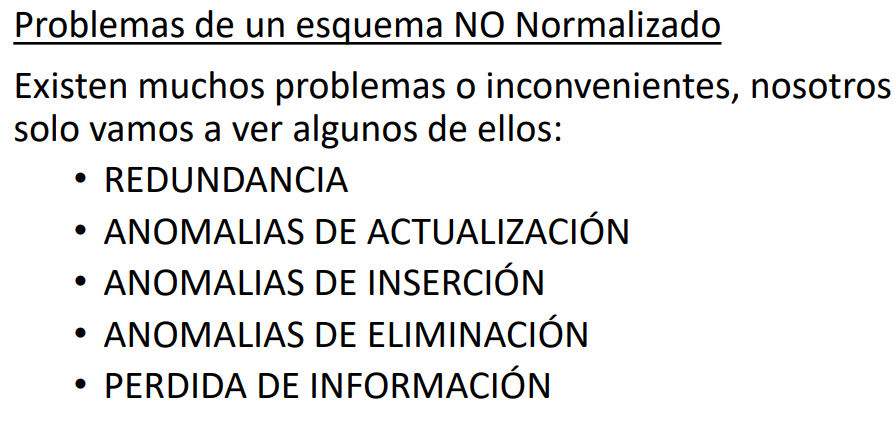 Problemas de un esquema NO Normalizado
Existen muchos problemas o inconvenientes, nosotros
solo vamos a ver algunos de ellos:
• REDUNDANCIA
• ANOMALIAS DE ACTUALIZACIÓN
• ANOMALIAS DE INSERCIÓN
• ANOMALIAS DE ELIMINACIÓN
• PERDIDA DE INFORMACIÓN